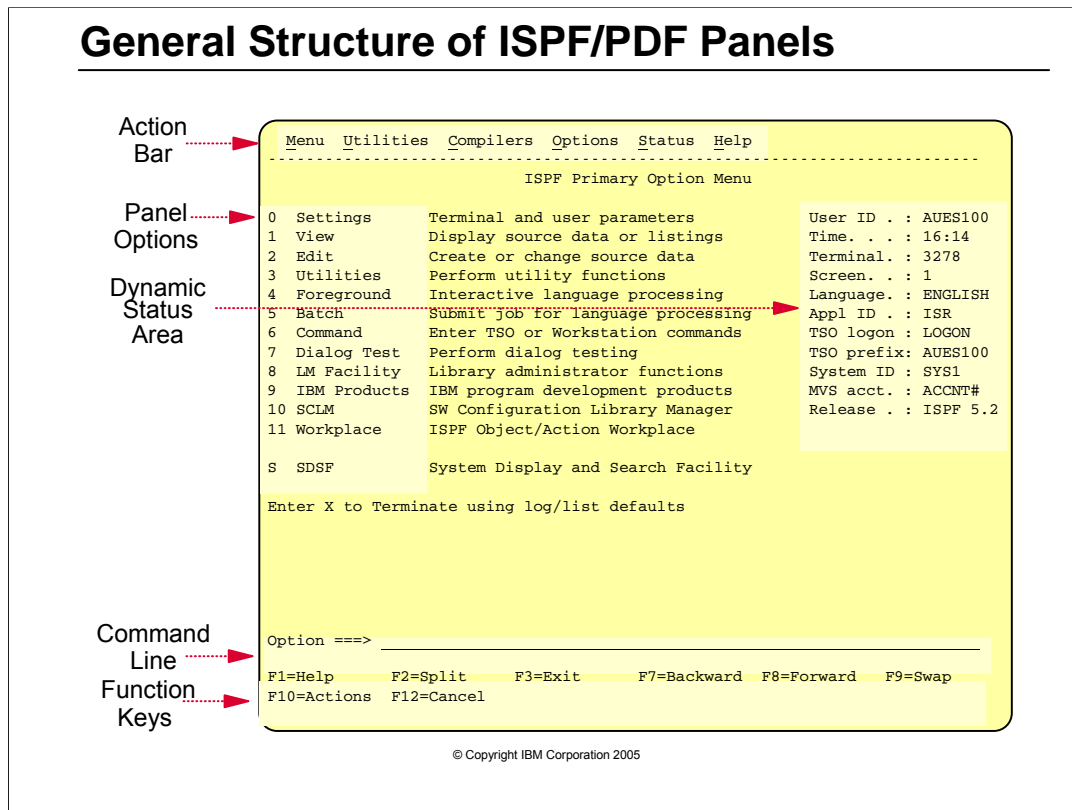 General Structure of ISPF/PDF Panels
Action
Bar
Menu Utilities Compilers Options Status Help
--------------------------------------------------------------------------
ISPF Primary Option Menu
Panel
Options
Dynamic
Status
Area
0 Settings Terminal and user parameters User ID . : AUES100
1 View Display source data or listings Time. . . : 16:14
2 Edit Create or change source data Terminal. : 3278
3 Utilities Perform utility functions Screen. . : 1
4 Foreground Interactive language processing Language. : ENGLISH
5 Batch Submit job for language processing Appl ID . : ISR
6 Command Enter TSO or Workstation commands TSO logon : LOGON
7 Dialog Test Perform dialog testing TSO prefix: AUES100
8 LM Facility Library administrator functions System ID : SYS1
9 IBM Products IBM program development products MVS acct. : ACCNT#
10 SCLM SW Configuration Library Manager Release . : ISPF 5.2
11 Workplace ISPF Object/Action Workplace
S SDSF System Display and Search Facility
Enter X to Terminate using log/list defaults
Command
Line
Option ===>
Function
Keys
F1=Help F2=Split F3=Exit F7=Backward F8=Forward F9=Swap
F10=Actions F12=Cancel
© Copyright IBM Corporation 2005